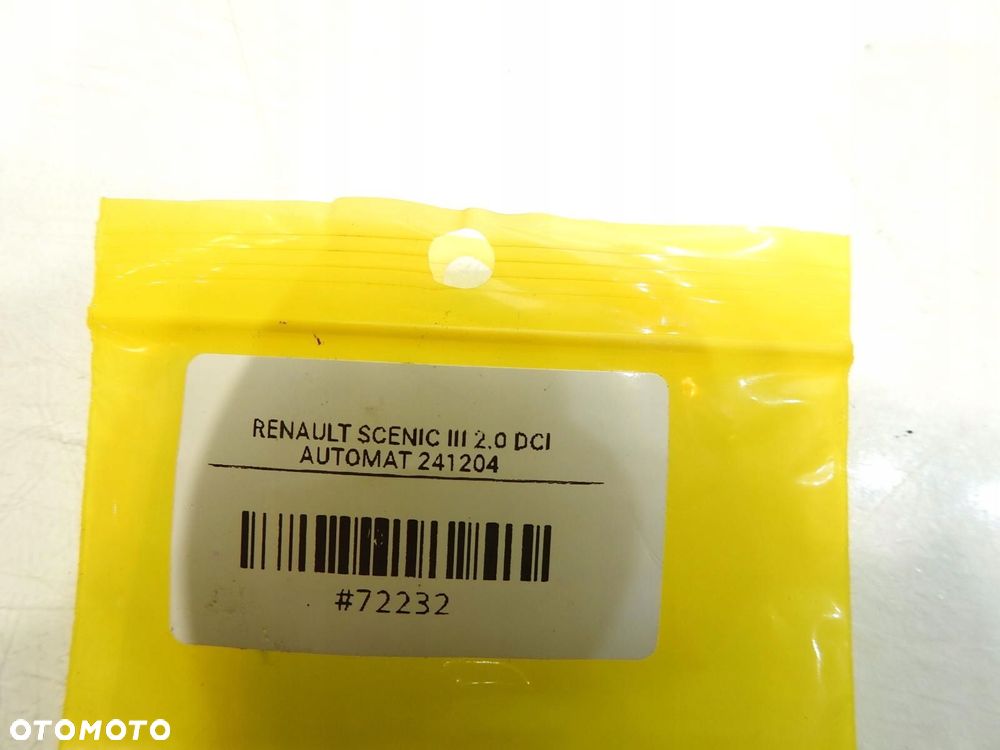 RENAULT SCENIC III 2.0 DCI
AUTOMAT 241204
#72232
OTOMOTO